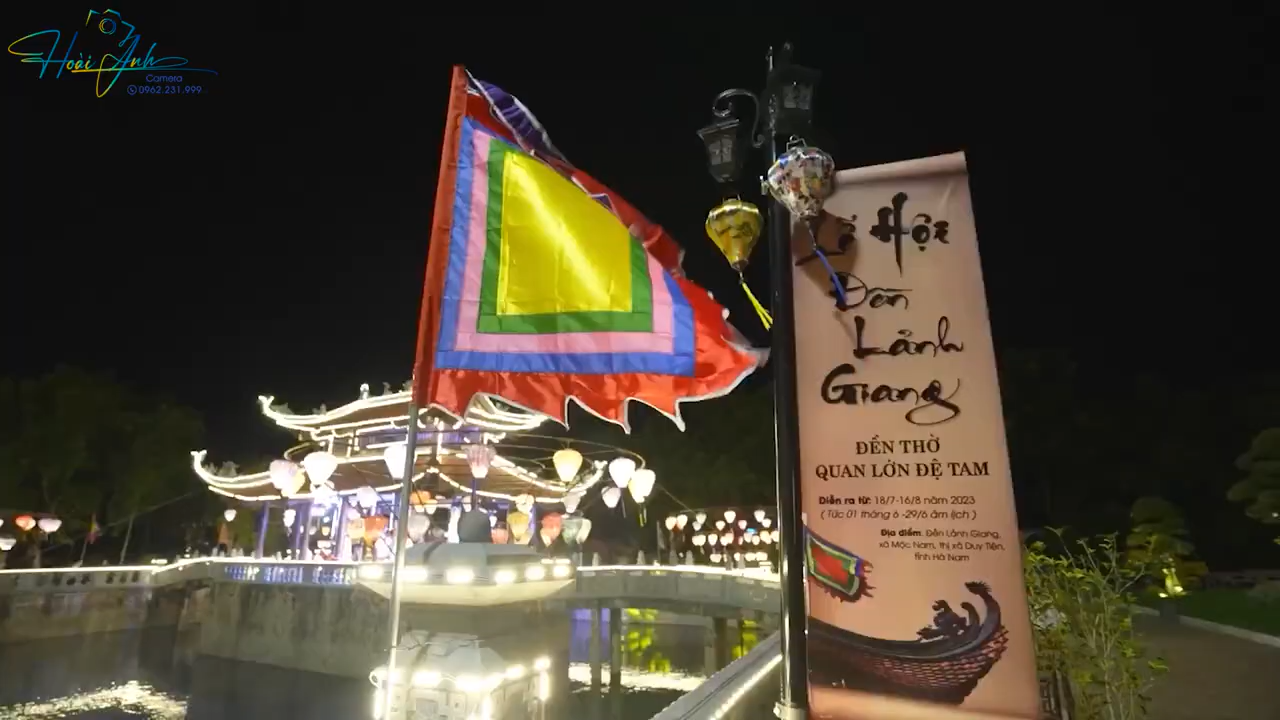 Hoài Anh
Camera
0962.231.999
Lễ Hội
Đền
Lảnh
Giang
ĐỀN THỜ
QUAN LỚN ĐỆ TAM
Diễn ra từ: 18/7-16/8 năm 2023
( Tức 01 tháng 6 -29/6 âm lịch )
Địa điểm: Đền Lảnh Giang,
xã Mộc Nam, thị xã Duy Tiên,
tỉnh Hà Nam